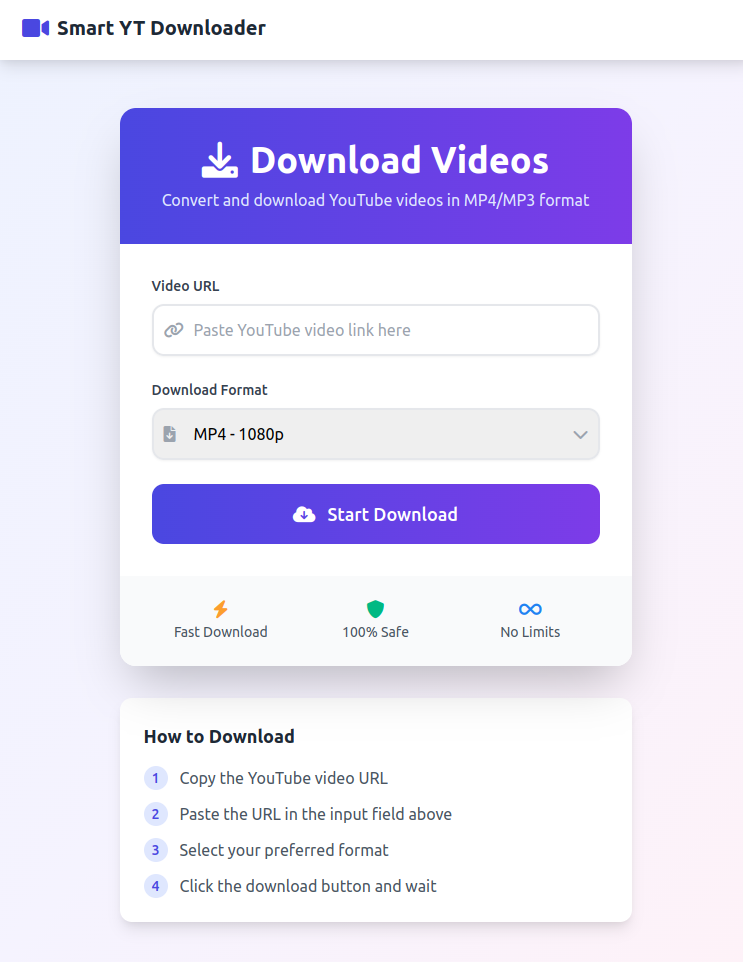 Smart YT Downloader
Download Videos
Convert and download YouTube videos in MP4/MP3 format
Video URL
Paste YouTube video link here
Download Format
MP4 - 1080p
Start Download
Fast Download
100% Safe
No Limits
How to Download
1 Copy the YouTube video URL
2 Paste the URL in the input field above
3 Select your preferred format
4 Click the download button and wait